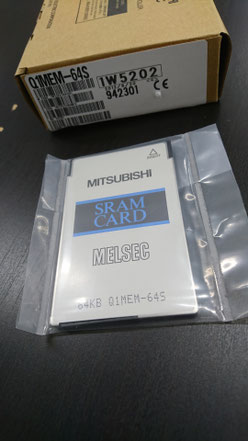 Q1MEM-64S
1W5202
942301
CE
MITSUBISHI
SRAM
CARD
MELSEC
64KB Q1MEM-64S